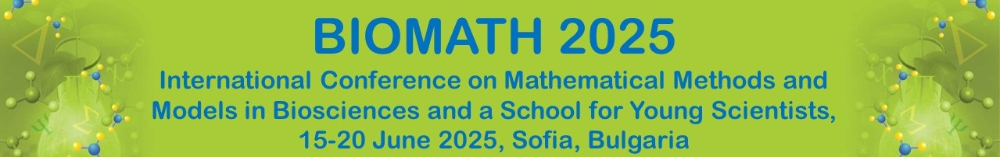 BIOMATH 2025
International Conference on Mathematical Methods and
Models in Biosciences and a School for Young Scientists,
15-20 June 2025, Sofia, Bulgaria
Ψ
Σ
Σ
Ψ